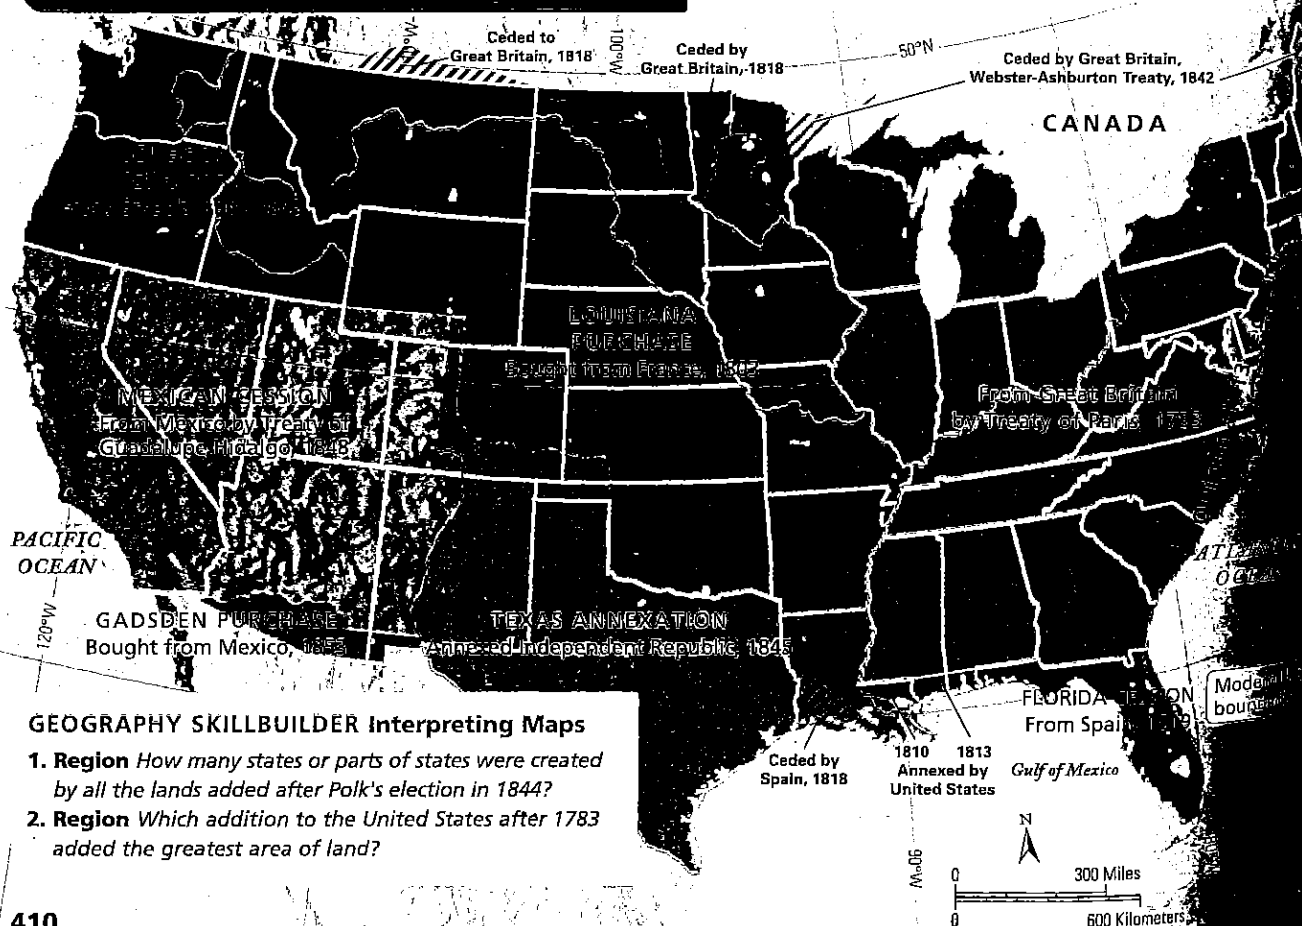 Ceded to
Great Britain, 1818
100°W
Ceded by
Great Britain, 1818
50°N
Ceded by Great Britain,
Webster-Ashburton Treaty, 1842
CANADA
LOUISIANA
PURCHASE
Bought from France, 1803
MEXICAN CESSION
From Mexico by Treaty of
Guadalupe Hidalgo, 1848
From Great Britain
by Treaty of Paris, 1783
PACIFIC
OCEAN
ATLANTIC
OCEAN
120°W
GADSDEN PURCHASE
Bought from Mexico, 1853
TEXAS ANNEXATION
Annexed Independent Republic, 1845
FLORIDA
From Spain
Modern
Ceded by
Spain, 1818
1810
1813
Annexed by
United States
Gulf of Mexico
GEOGRAPHY SKILLBUILDER Interpreting Maps
1. Region How many states or parts of states were created
by all the lands added after Polk's election in 1844?
2. Region Which addition to the United States after 1783
added the greatest area of land?
N
90°W
0
300 Miles
0
600 Kilometers
410